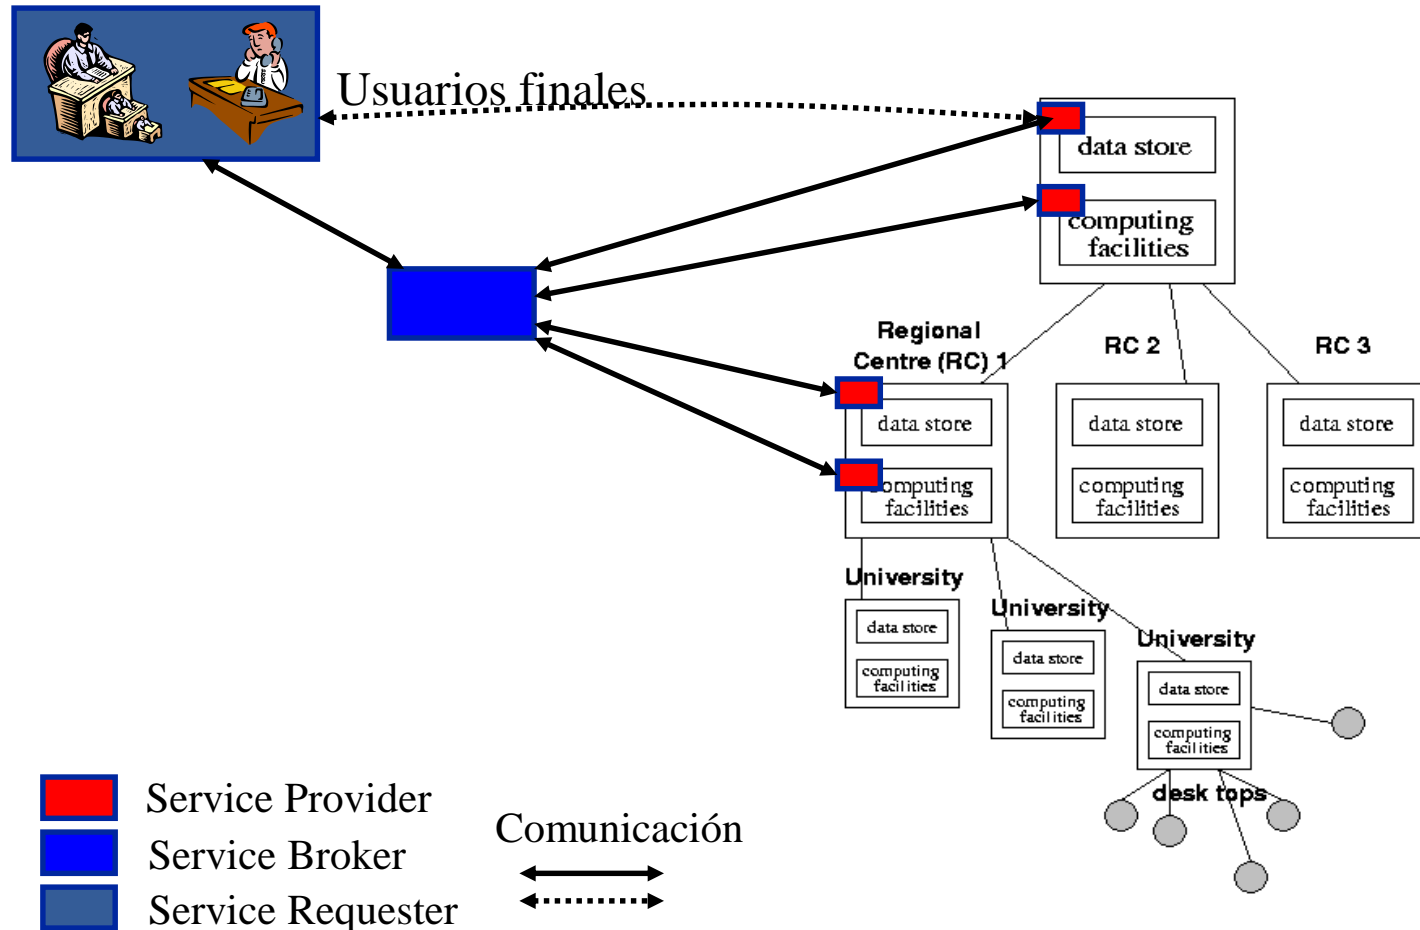 Usuarios finales
data store
computing
facilities
Regional
Centre (RC) 1
RC 2
RC 3
data store
computing
facilities
data store
computing
facilities
data store
computing
facilities
University
data store
computing
facilities
University
data store
computing
facilities
University
data store
computing
facilities
desk tops
Service Provider
Service Broker
Service Requester
Comunicación